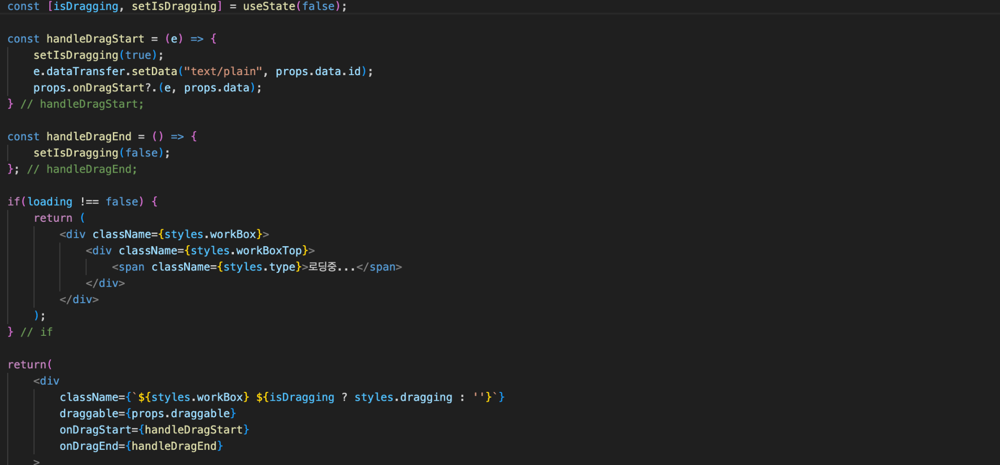 const [isDragging, setIsDragging] = useState(false);
const handleDragStart = (e) => {
setIsDragging(true);
e.dataTransfer.setData("text/plain", props.data.id);
props.onDragStart?.(e, props.data);
} // handleDragStart;
const handleDragEnd = () => {
setIsDragging(false);
}; // handleDragEnd;
if(loading !== false) {
return (
<div className={styles.workBox}>
<div className={styles.workBoxTop}>
<span className={styles.type}>로딩중...</span>
</div>
</div>
);
} // if
return(
<div
className={`${styles.workBox} ${isDragging ? styles.dragging : ''}`}
draggable={props.draggable}
onDragStart={handleDragStart}
onDragEnd={handleDragEnd}
>